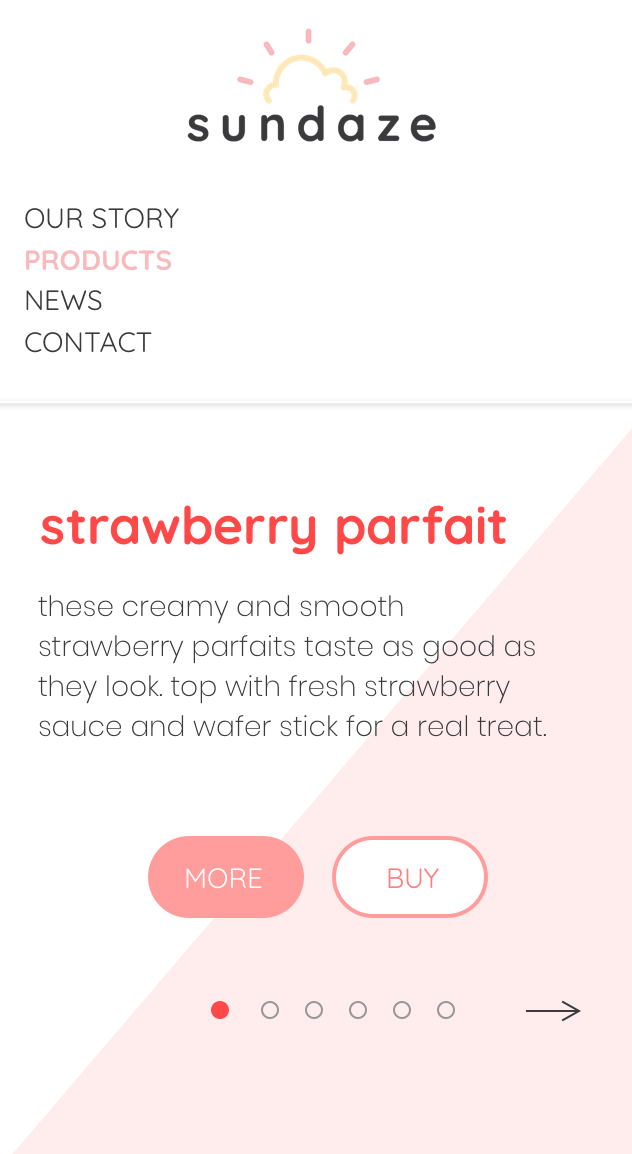 sundaze
OUR STORY
PRODUCTS
NEWS
CONTACT
strawberry parfait
these creamy and smooth
strawberry parfaits taste as good as
they look. top with fresh strawberry
sauce and wafer stick for a real treat.
MORE BUY